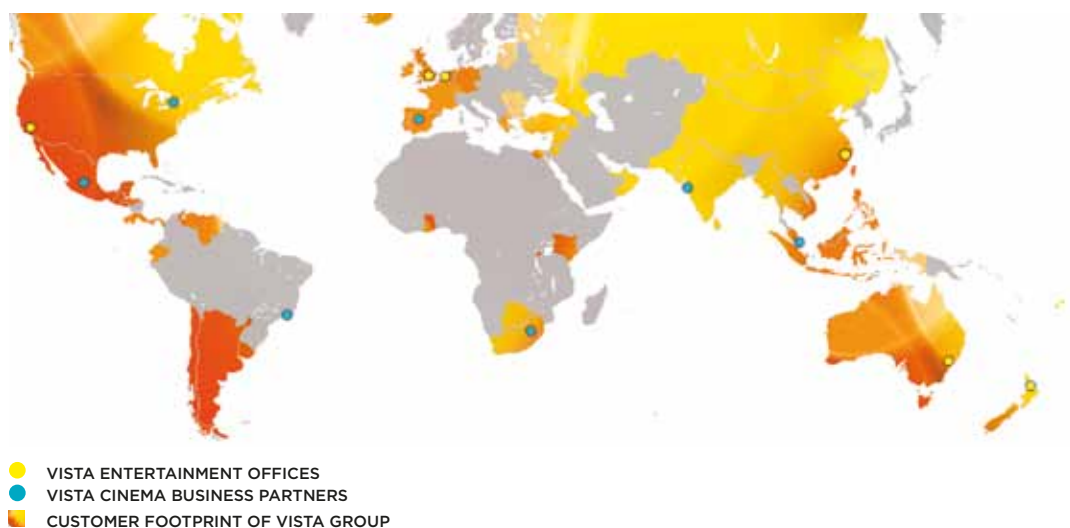 VISTA ENTERTAINMENT OFFICES
VISTA CINEMA BUSINESS PARTNERS
CUSTOMER FOOTPRINT OF VISTA GROUP